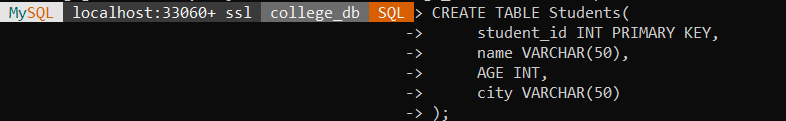 MySQL localhost:33060+ ssl college_db SQL > CREATE TABLE Students(
-> student_id INT PRIMARY KEY,
-> name VARCHAR(50),
-> AGE INT,
-> city VARCHAR(50)
-> );